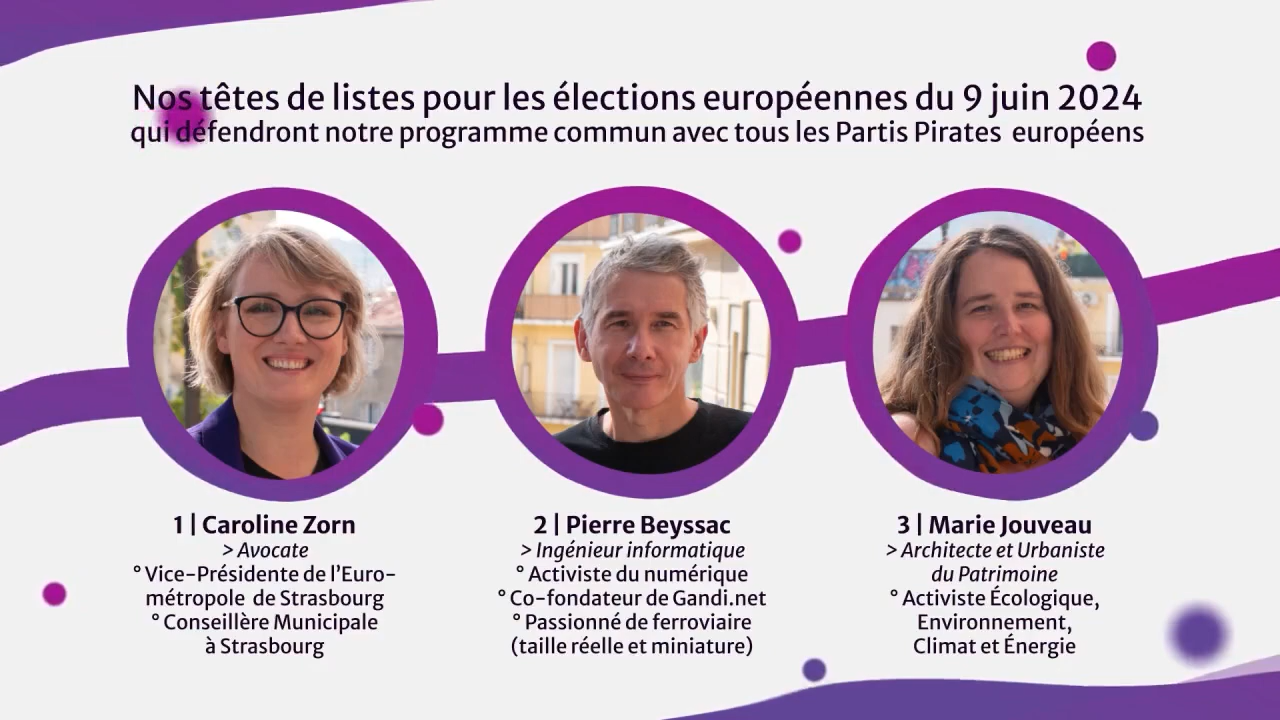 Nos têtes de listes pour les élections européennes du 9 juin 2024
qui défendront notre programme commun avec tous les Partis Pirates européens
1 | Caroline Zorn
> Avocate
° Vice-Présidente de l'Euro-
métropole de Strasbourg
° Conseillère Municipale
à Strasbourg
2 | Pierre Beyssac
> Ingénieur informatique
° Activiste du numérique
° Co-fondateur de Gandi.net
° Passionné de ferroviaire
(taille réelle et miniature)
3 | Marie Jouveau
> Architecte et Urbaniste
du Patrimoine
° Activiste Écologique,
Environnement,
Climat et Énergie